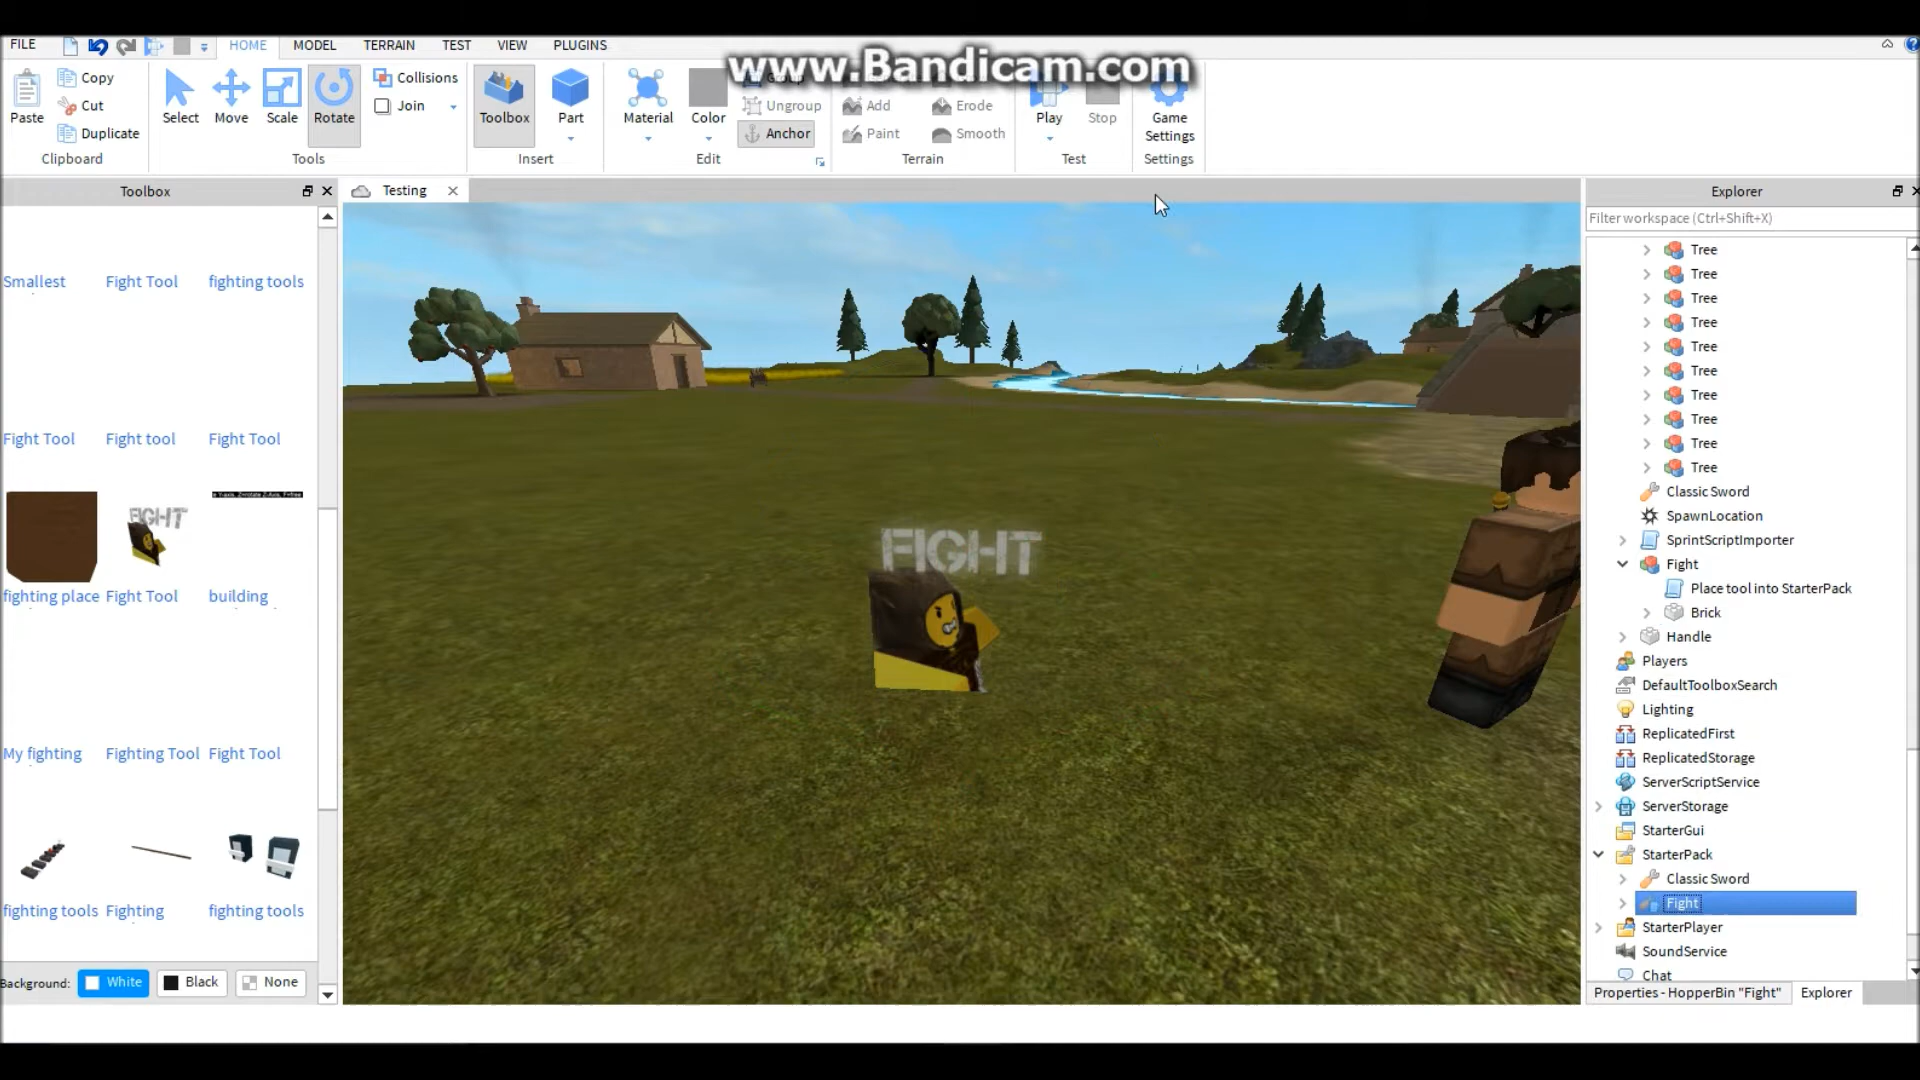 www.Bandicam.com
FILE HOME MODEL TERRAIN TEST VIEW PLUGINS
Paste Copy Cut Duplicate Clipboard
Select Move Scale Rotate Collisions Join Tools
Toolbox Part Insert
Material Color Group Ungroup Anchor Edit
Add Erode Paint Smooth Terrain
Play Stop Test
Game Settings Settings
Toolbox
Smallest Fight Tool fighting tools
Fight Tool Fight tool Fight Tool
FIGHT
fighting place Fight Tool building
My fighting Fighting Tool Fight Tool
fighting tools Fighting fighting tools
Background: White Black None
Testing
FIGHT
Explorer
Filter workspace (Ctrl+Shift+X)
Tree
Tree
Tree
Tree
Tree
Tree
Tree
Tree
Tree
Tree
Classic Sword
SpawnLocation
SprintScriptImporter
Fight
Place tool into StarterPack
Brick
Handle
Players
DefaultToolboxSearch
Lighting
ReplicatedFirst
ReplicatedStorage
ServerScriptService
ServerStorage
StarterGui
StarterPack
Classic Sword
Fight
StarterPlayer
SoundService
Chat
Properties - HopperBin "Fight" Explorer